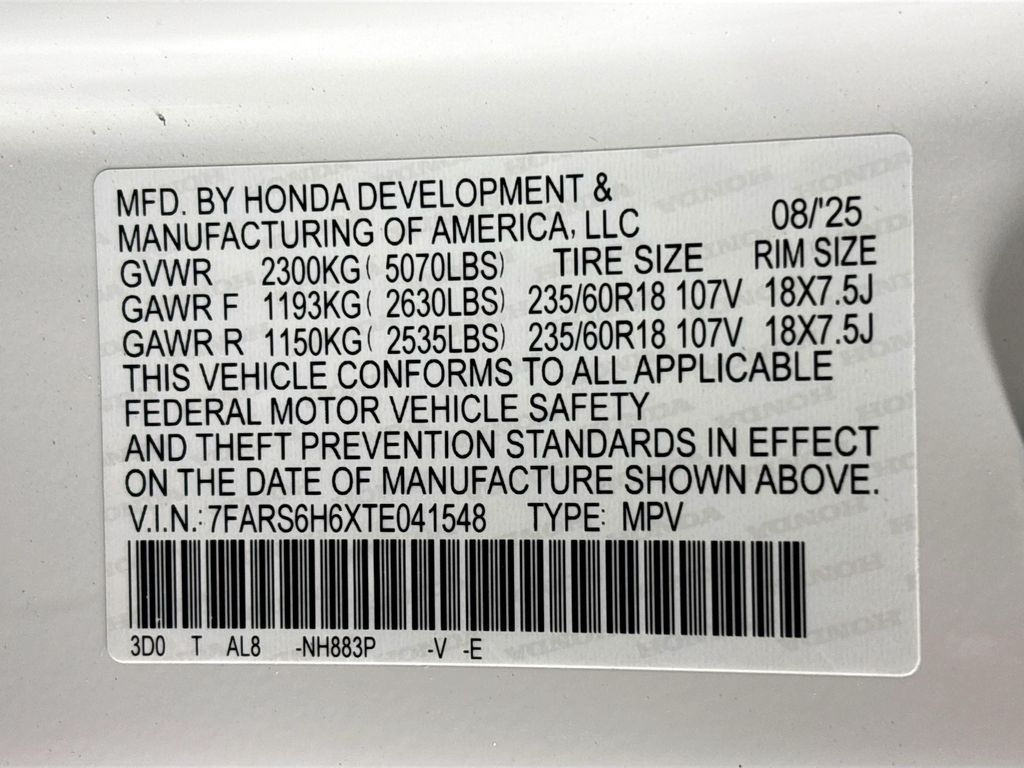 MFD. BY HONDA DEVELOPMENT &
MANUFACTURING OF AMERICA, LLC 08/'25
GVWR 2300KG( 5070LBS) TIRE SIZE RIM SIZE
GAWR F 1193KG( 2630LBS) 235/60R18 107V 18X7.5J
GAWR R 1150KG( 2535LBS) 235/60R18 107V 18X7.5J
THIS VEHICLE CONFORMS TO ALL APPLICABLE
FEDERAL MOTOR VEHICLE SAFETY
AND THEFT PREVENTION STANDARDS IN EFFECT
ON THE DATE OF MANUFACTURE SHOWN ABOVE.
V.I.N.: 7FARS6H6XTE041548 TYPE: MPV
3D0 T AL8 -NH883P -V -E